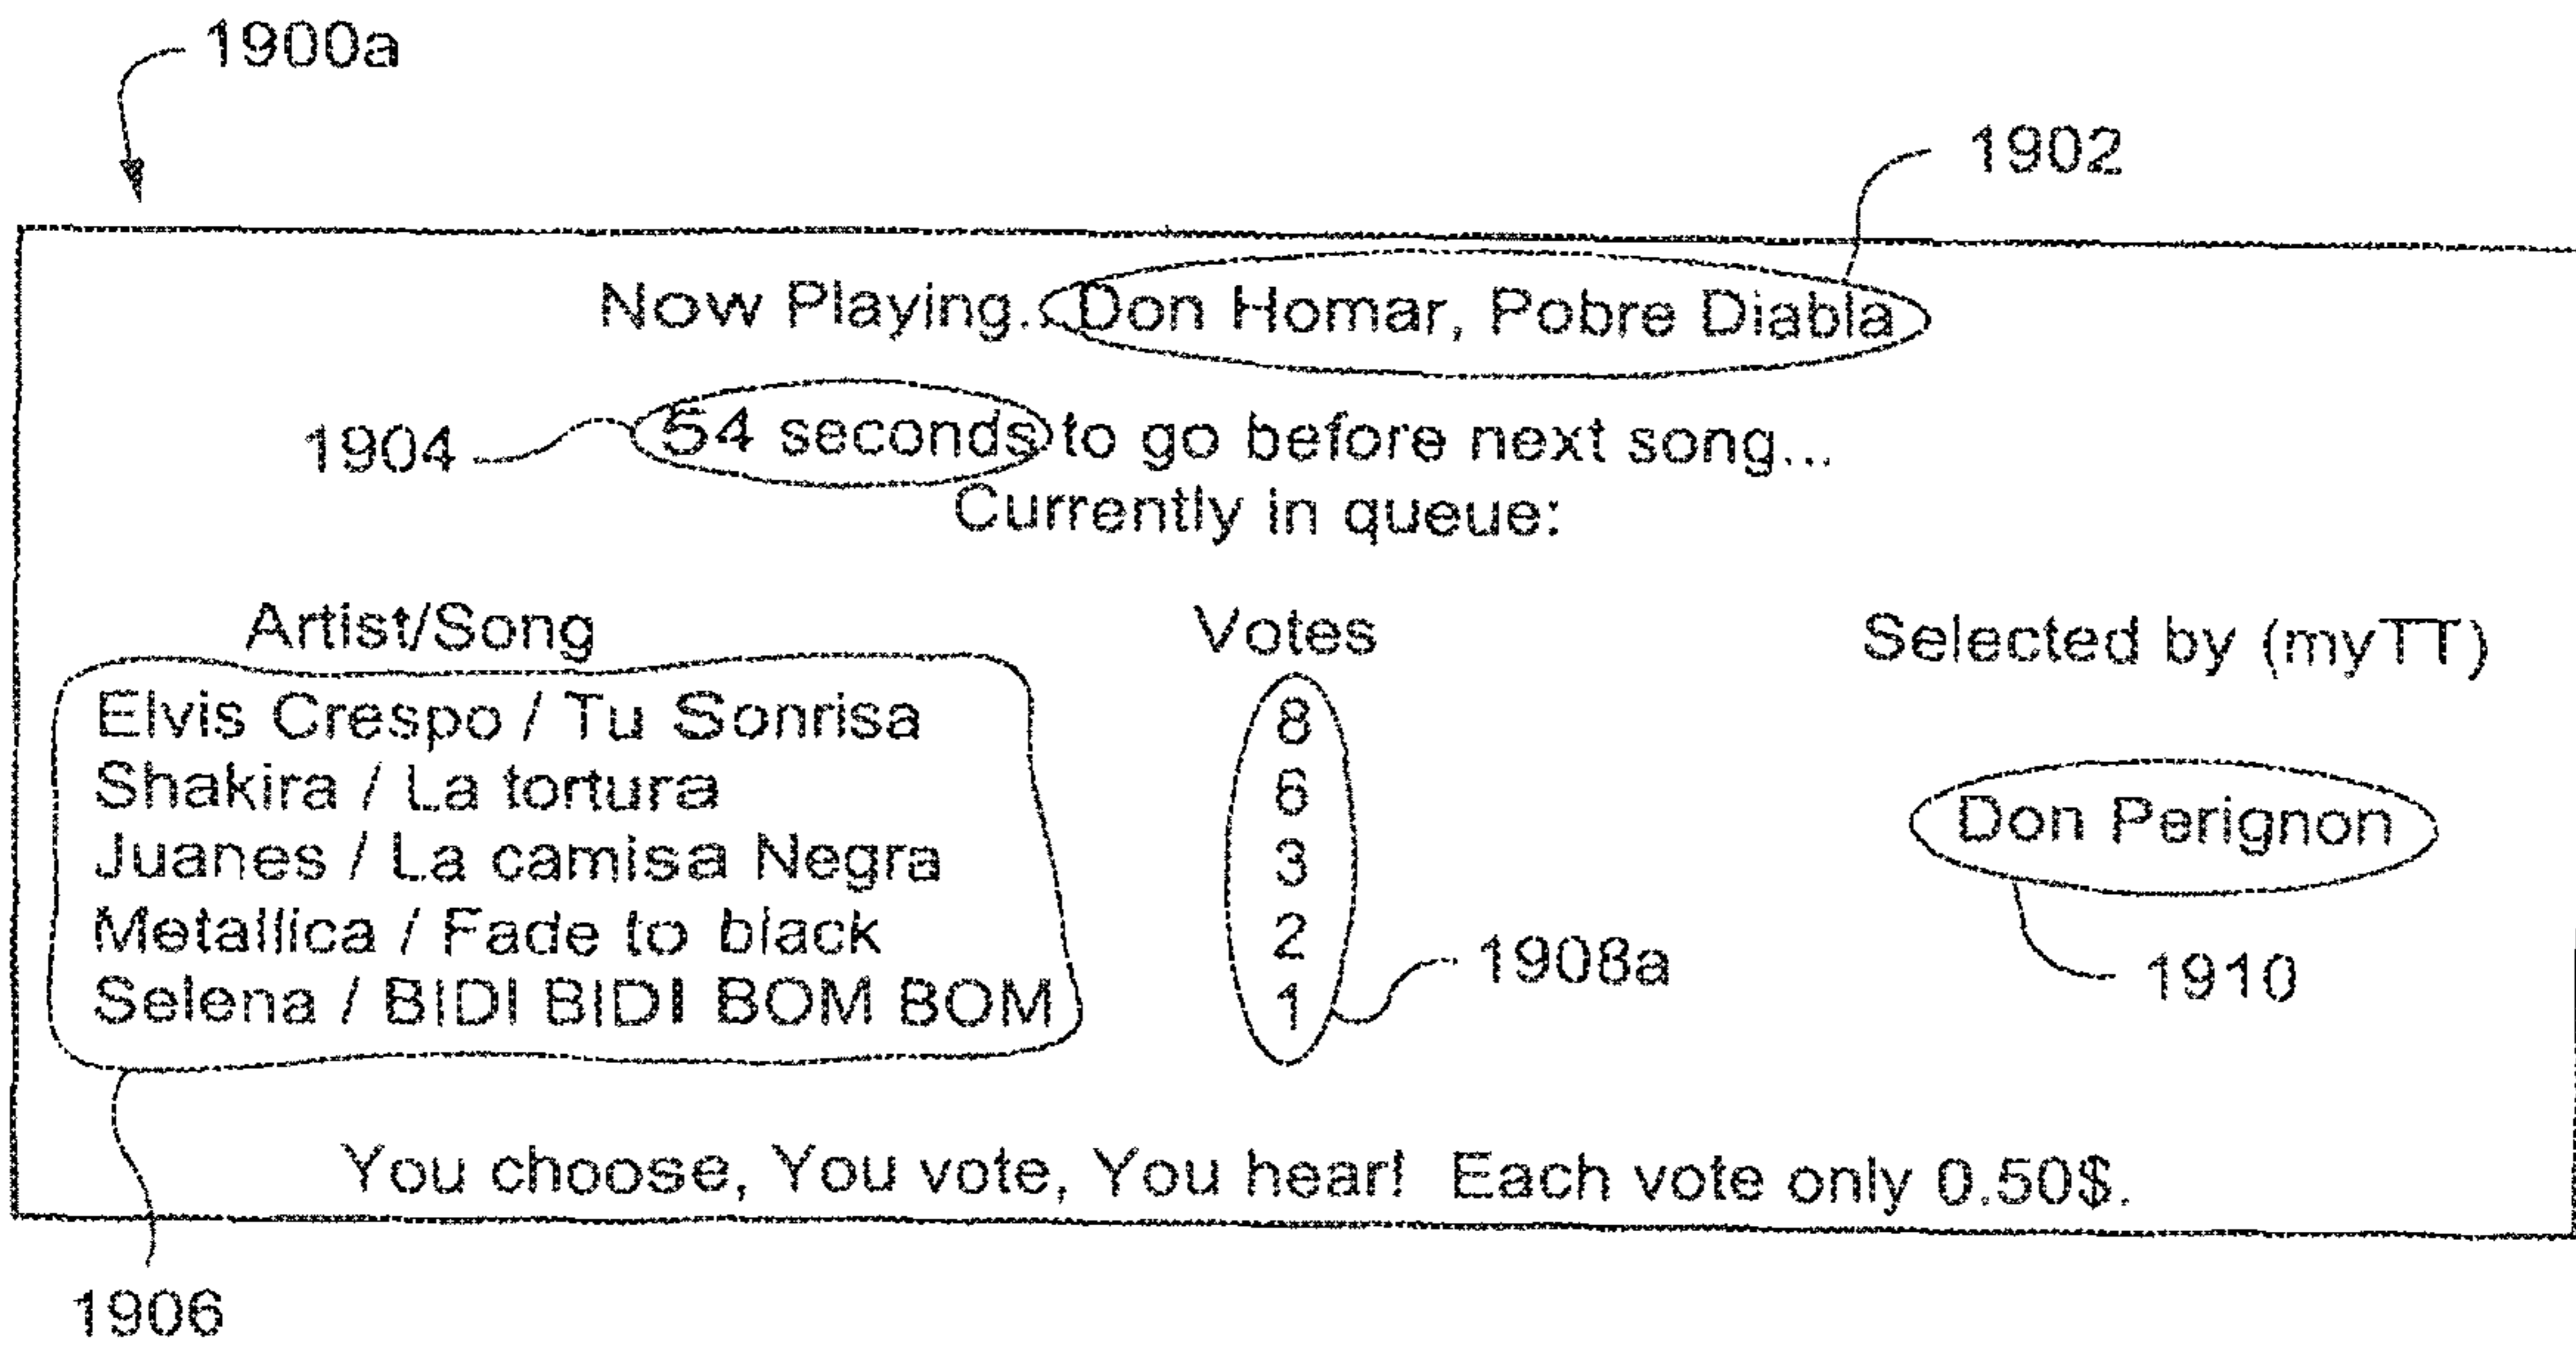 1900a
1902
Now Playing... Don Homar, Pobre Diabla
1904 54 seconds to go before next song...
Currently in queue:
Artist/Song Votes Selected by (myTT)
Elvis Crespo / Tu Sonrisa 8
Shakira / La tortura 6
Don Perignon
Juanes / La camisa Negra 3
Metallica / Fade to black 2 1908a 1910
Selena / BIDI BIDI BOM BOM 1
You choose, You vote, You hear! Each vote only 0.50$.
1906